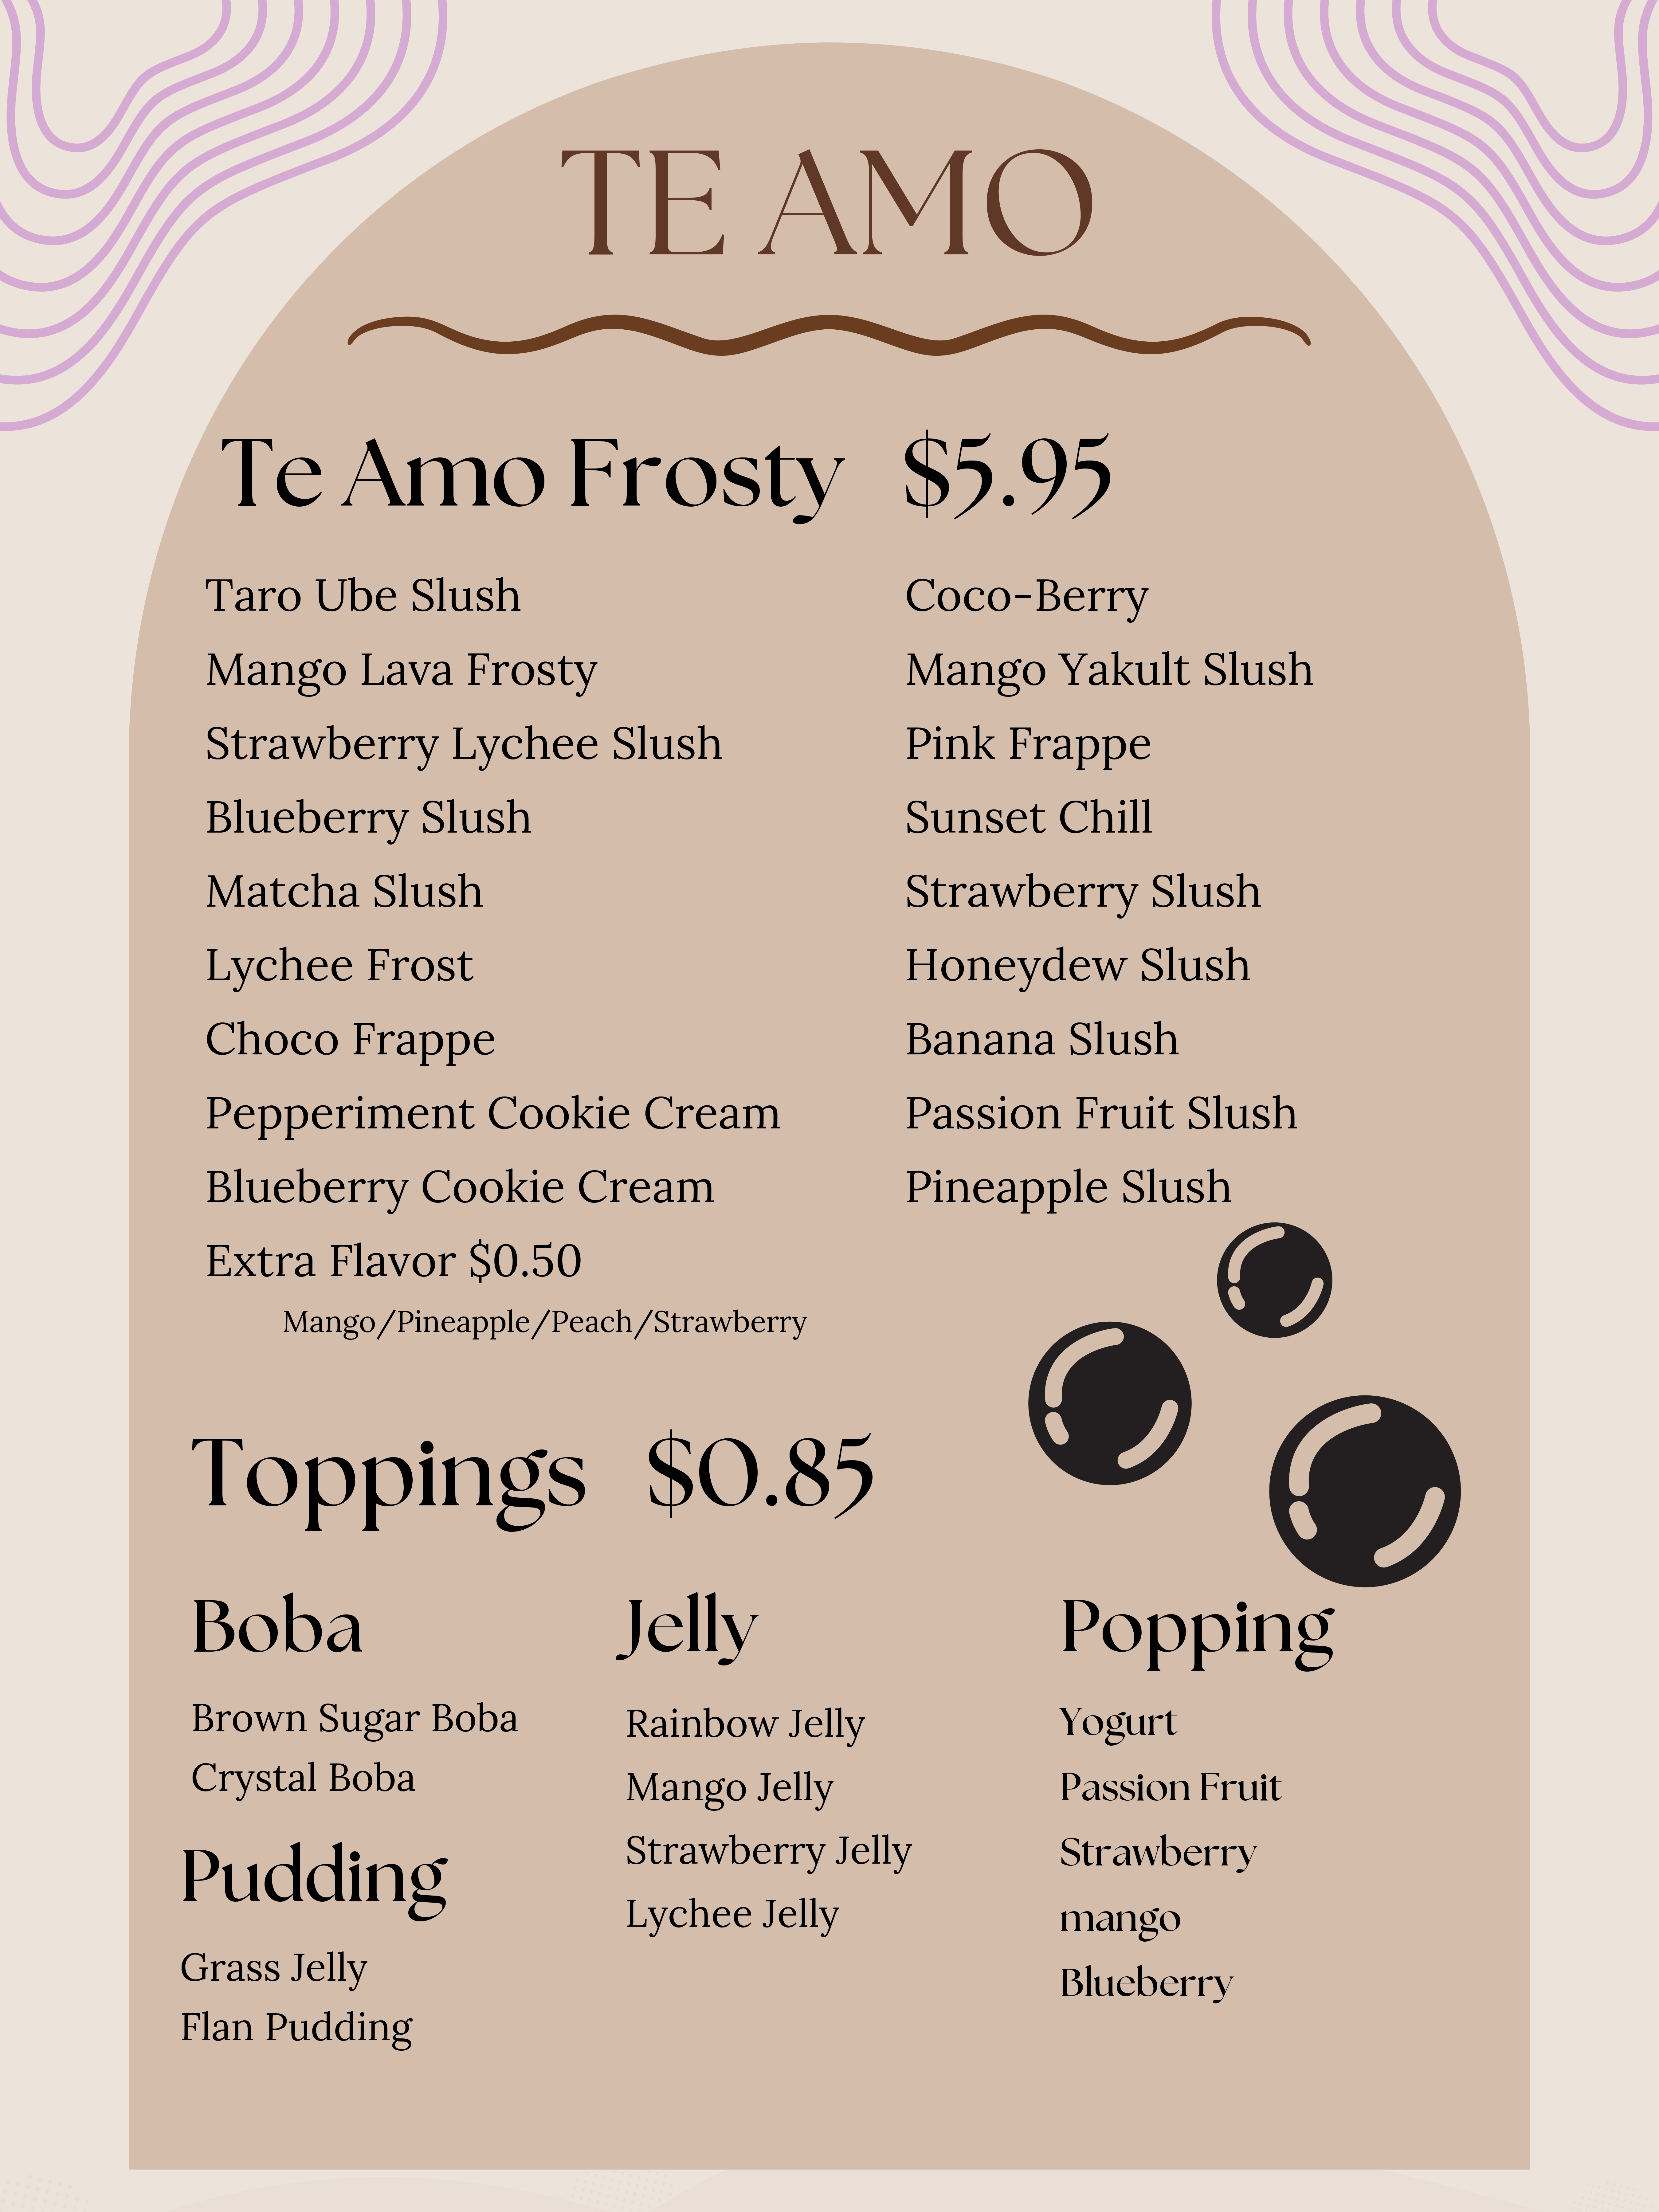 TE AMO
Te Amo Frosty $5.95
Taro Ube Slush
Mango Lava Frosty
Strawberry Lychee Slush
Blueberry Slush
Matcha Slush
Lychee Frost
Choco Frappe
Pepperiment Cookie Cream
Blueberry Cookie Cream
Extra Flavor $0.50
Mango/Pineapple/Peach/Strawberry
Coco-Berry
Mango Yakult Slush
Pink Frappe
Sunset Chill
Strawberry Slush
Honeydew Slush
Banana Slush
Passion Fruit Slush
Pineapple Slush
Toppings $0.85
Boba
Brown Sugar Boba
Crystal Boba
Pudding
Grass Jelly
Flan Pudding
Jelly
Rainbow Jelly
Mango Jelly
Strawberry Jelly
Lychee Jelly
Popping
Yogurt
Passion Fruit
Strawberry
mango
Blueberry